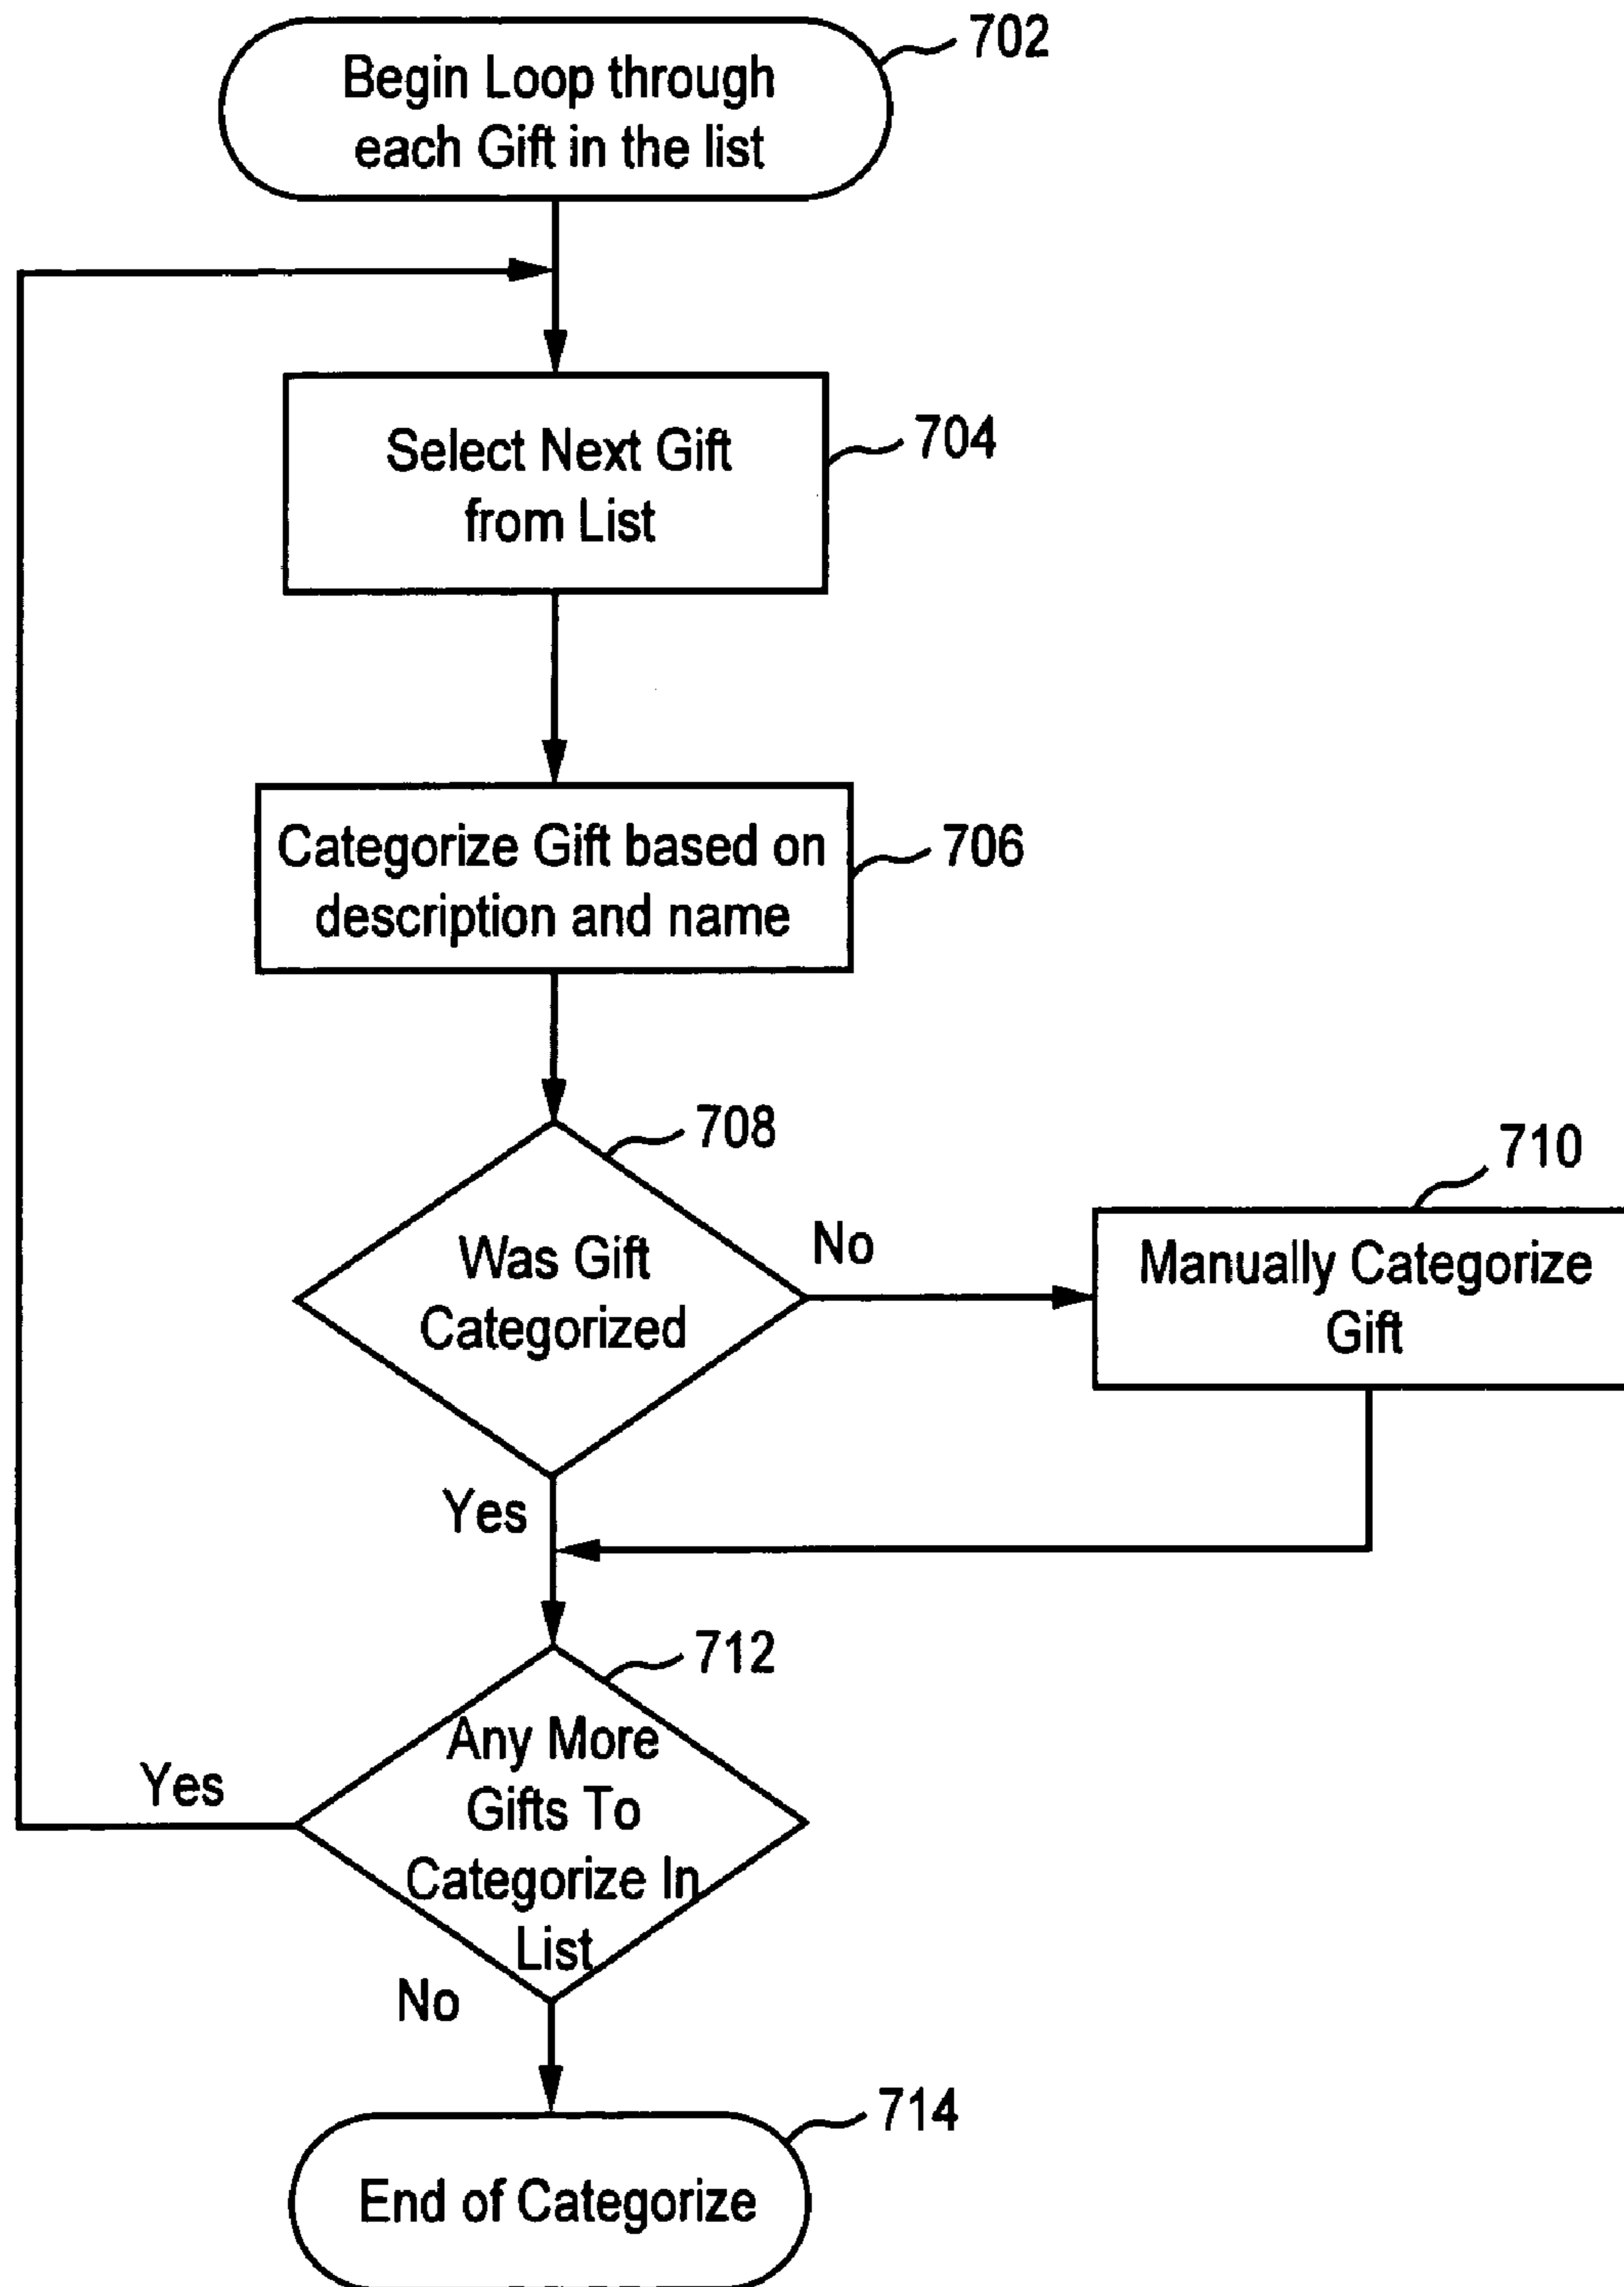 702
Begin Loop through
each Gift in the list
704
Select Next Gift
from List
706
Categorize Gift based on
description and name
708
Was Gift
Categorized
No
710
Manually Categorize
Gift
Yes
712
Any More
Gifts To
Categorize In
List
Yes
No
714
End of Categorize